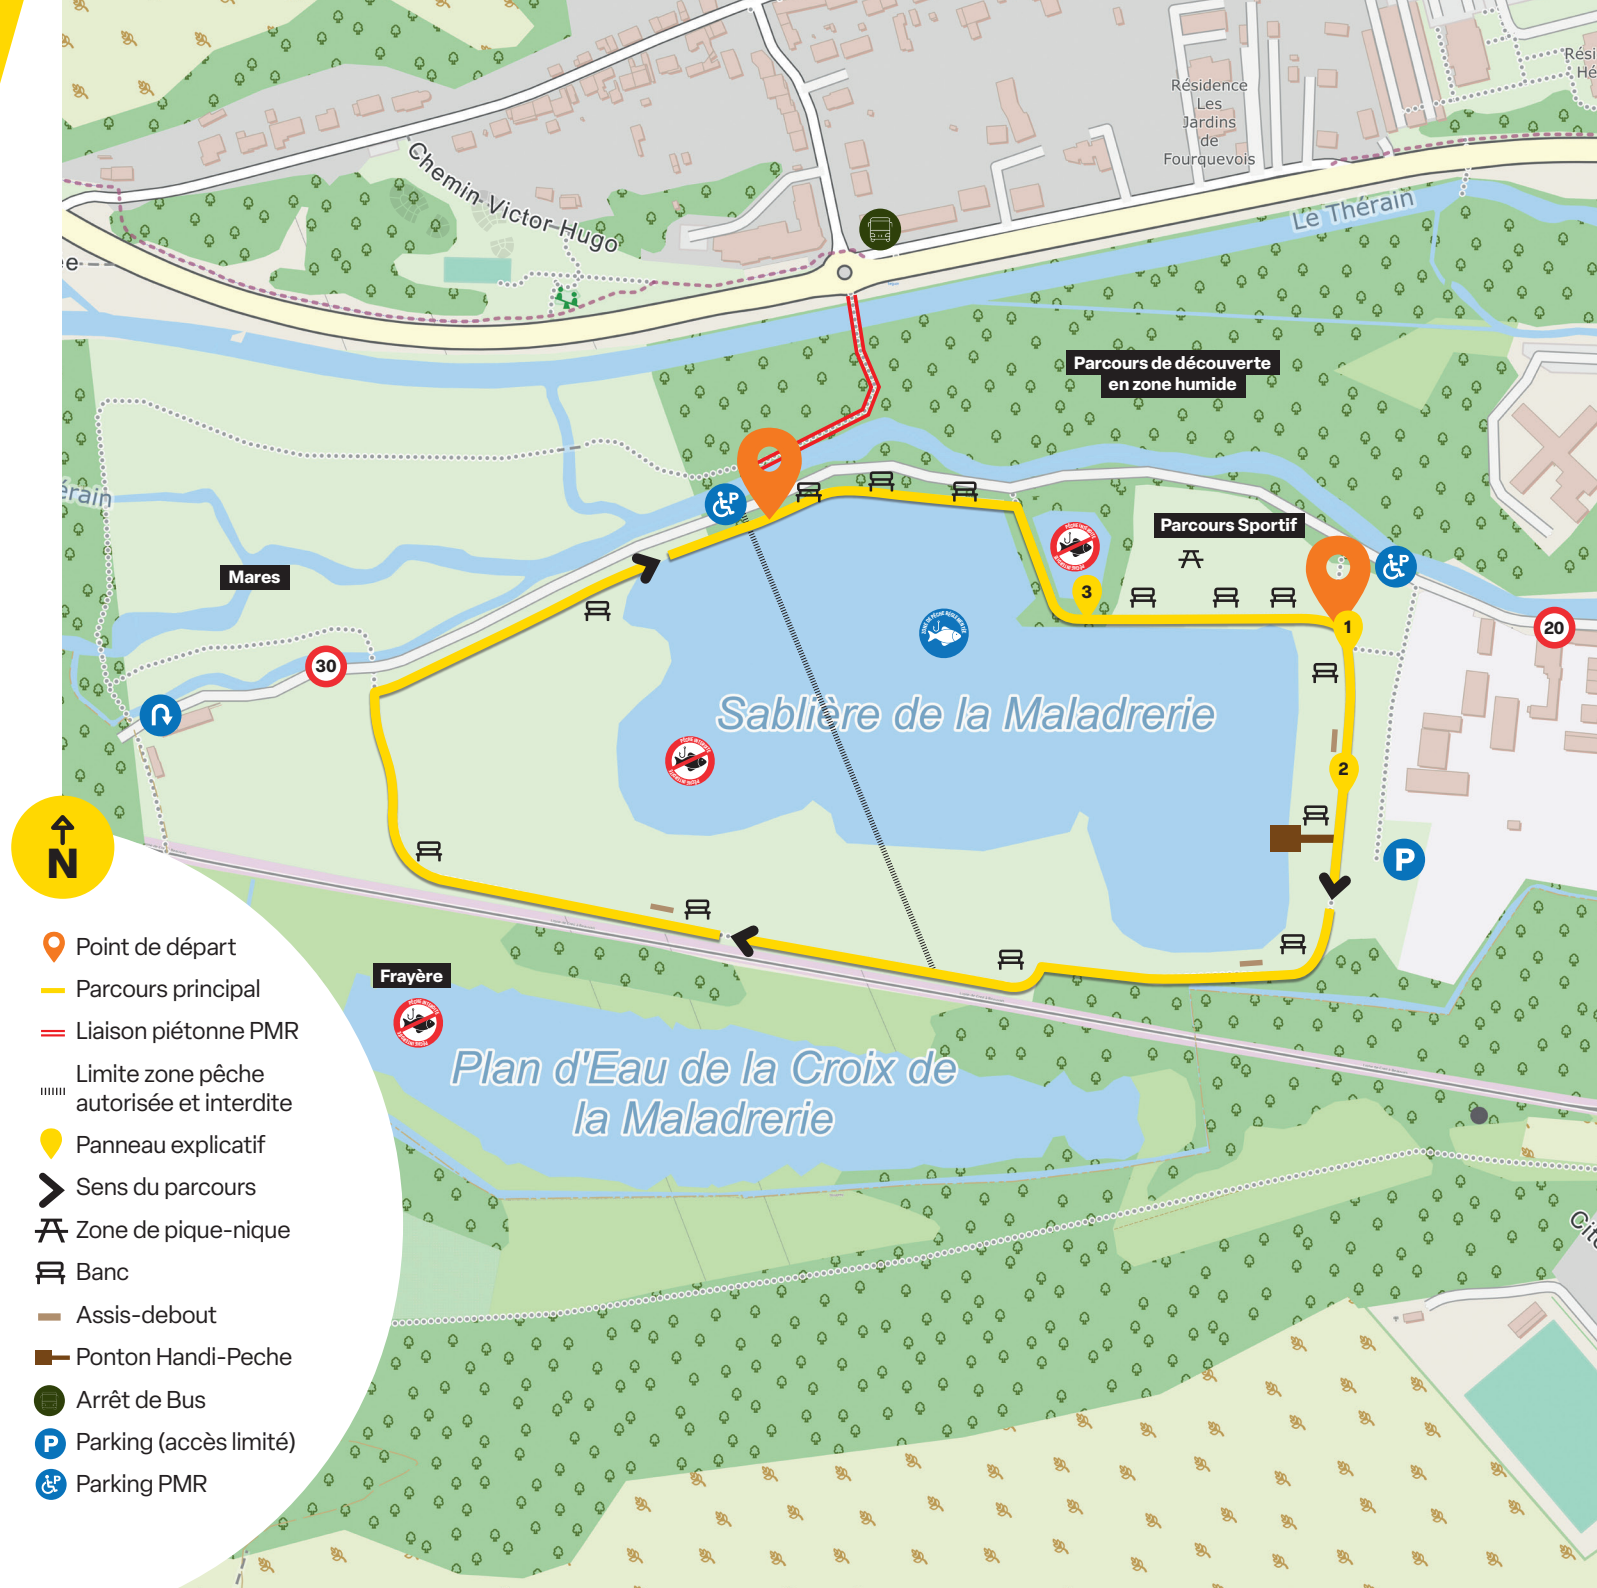 Résidence
Les
Jardins
de
Fourquevois
Chemin Victor Hugo
Le Thérain
Parcours de découverte
en zone humide
Parcours Sportif
Mares
30
20
3
1
2
Sablière de la Maladrerie
P
P
P
N
Frayère
Plan d'Eau de la Croix de
la Maladrerie
Point de départ
Parcours principal
Liaison piétonne PMR
Limite zone pêche
autorisée et interdite
Panneau explicatif
Sens du parcours
Zone de pique-nique
Banc
Assis-debout
Ponton Handi-Peche
Arrêt de Bus
P Parking (accès limité)
P Parking PMR